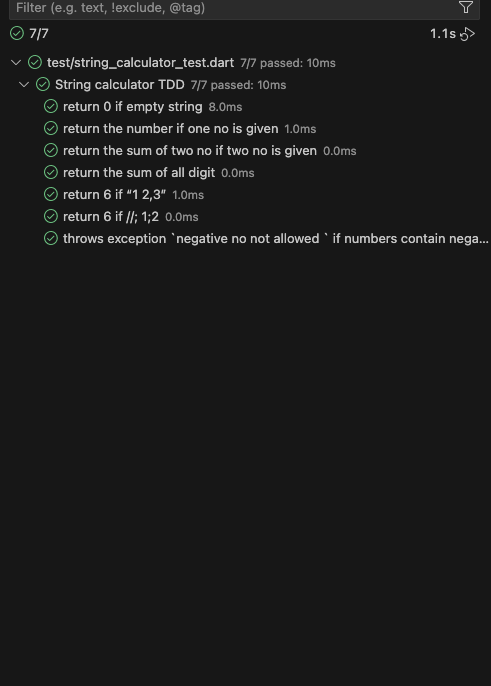 Filter (e.g. text, !exclude, @tag)
7/7 1.1s
test/string_calculator_test.dart 7/7 passed: 10ms
String calculator TDD 7/7 passed: 10ms
return 0 if empty string 8.0ms
return the number if one no is given 1.0ms
return the sum of two no if two no is given 0.0ms
return the sum of all digit 0.0ms
return 6 if “1 2,3” 1.0ms
return 6 if //; 1;2 0.0ms
throws exception `negative no not allowed ` if numbers contain nega...